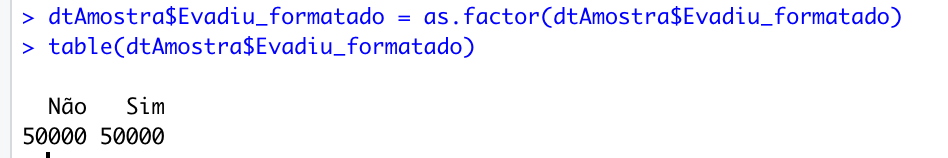 > dtAmostra$Evadiu_formatado = as.factor(dtAmostra$Evadiu_formatado)
> table(dtAmostra$Evadiu_formatado)
  Não   Sim
50000 50000